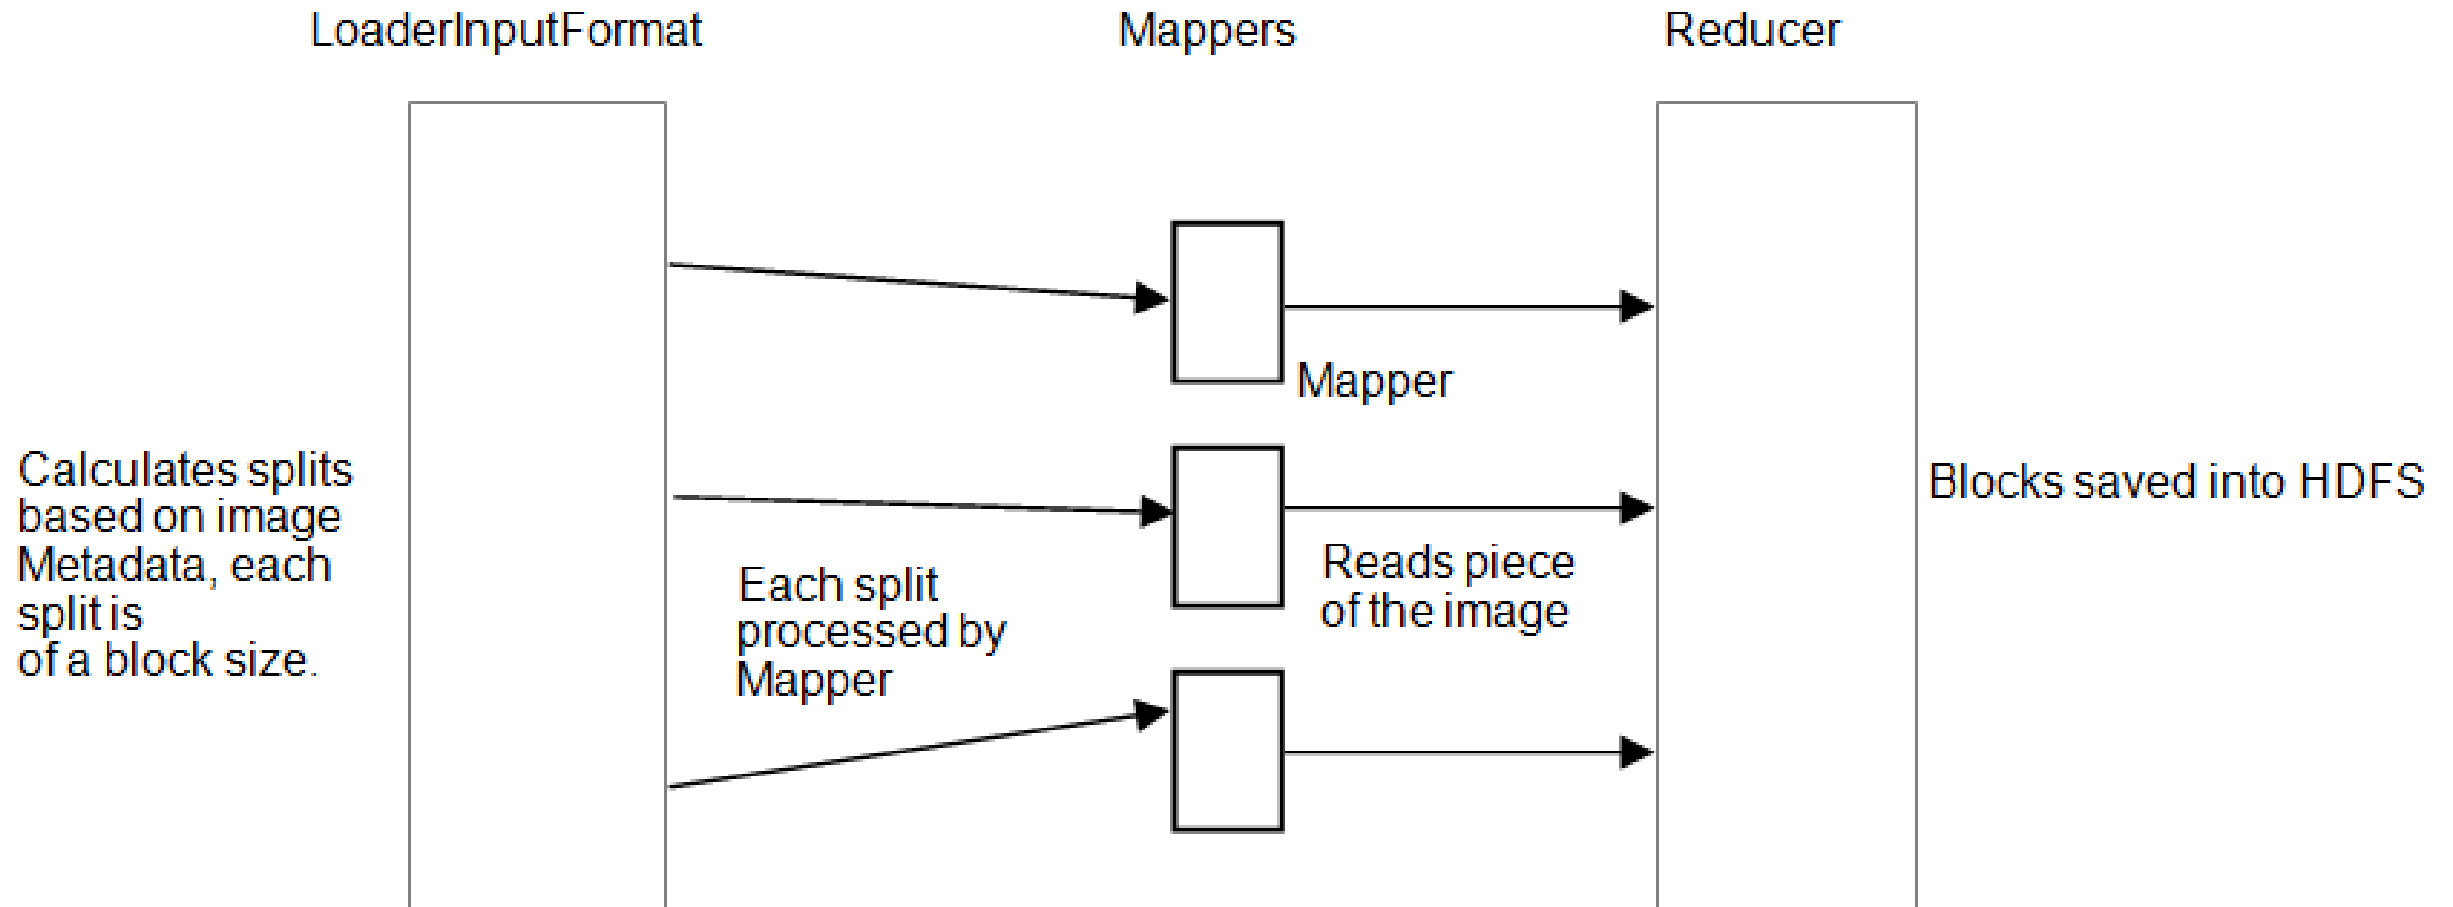 LoaderInputFormat
Mappers
Reducer
Mapper
Calculates splits
based on image
Metadata, each
split is
of a block size.
Each split
processed by
Mapper
Reads piece
of the image
Blocks saved into HDFS